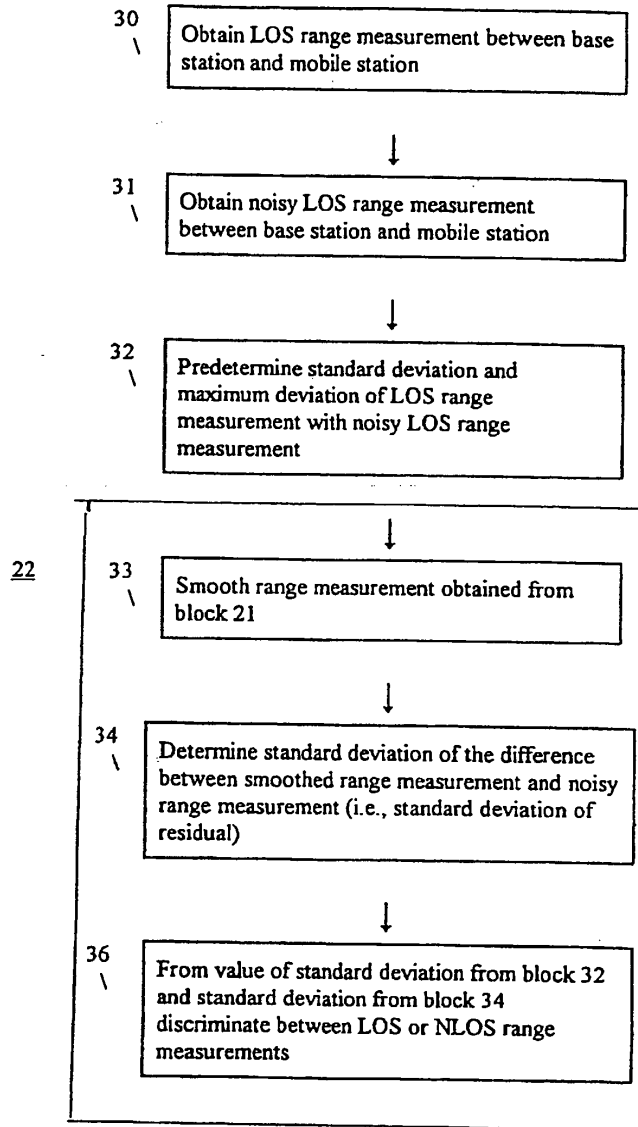 30
Obtain LOS range measurement between base
station and mobile station
31
Obtain noisy LOS range measurement
between base station and mobile station
32
Predetermine standard deviation and
maximum deviation of LOS range
measurement with noisy LOS range
measurement
22
33
Smooth range measurement obtained from
block 21
34
Determine standard deviation of the difference
between smoothed range measurement and noisy
range measurement (i.e., standard deviation of
residual)
36
From value of standard deviation from block 32
and standard deviation from block 34
discriminate between LOS or NLOS range
measurements